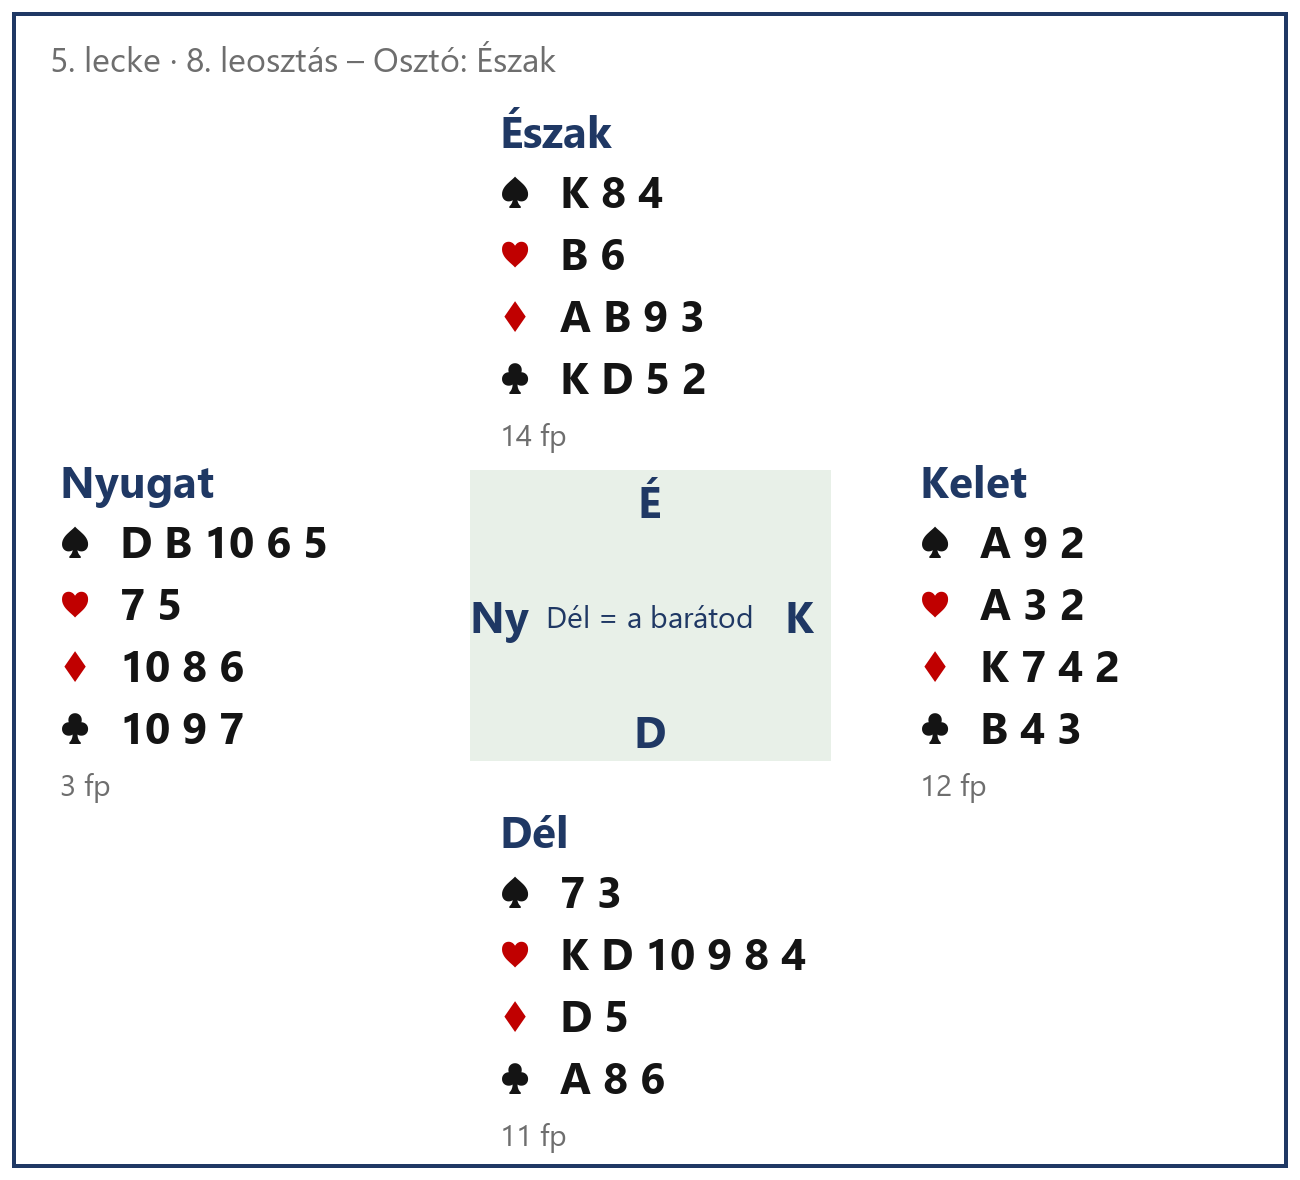 5. lecke · 8. leosztás – Osztó: Észak
Észak
♠ K 8 4
♥ B 6
♦ A B 9 3
♣ K D 5 2
14 fp
Nyugat
♠ D B 10 6 5
♥ 7 5
♦ 10 8 6
♣ 10 9 7
3 fp
É
Ny Dél = a barátod K
D
Kelet
♠ A 9 2
♥ A 3 2
♦ K 7 4 2
♣ B 4 3
12 fp
Dél
♠ 7 3
♥ K D 10 9 8 4
♦ D 5
♣ A 8 6
11 fp